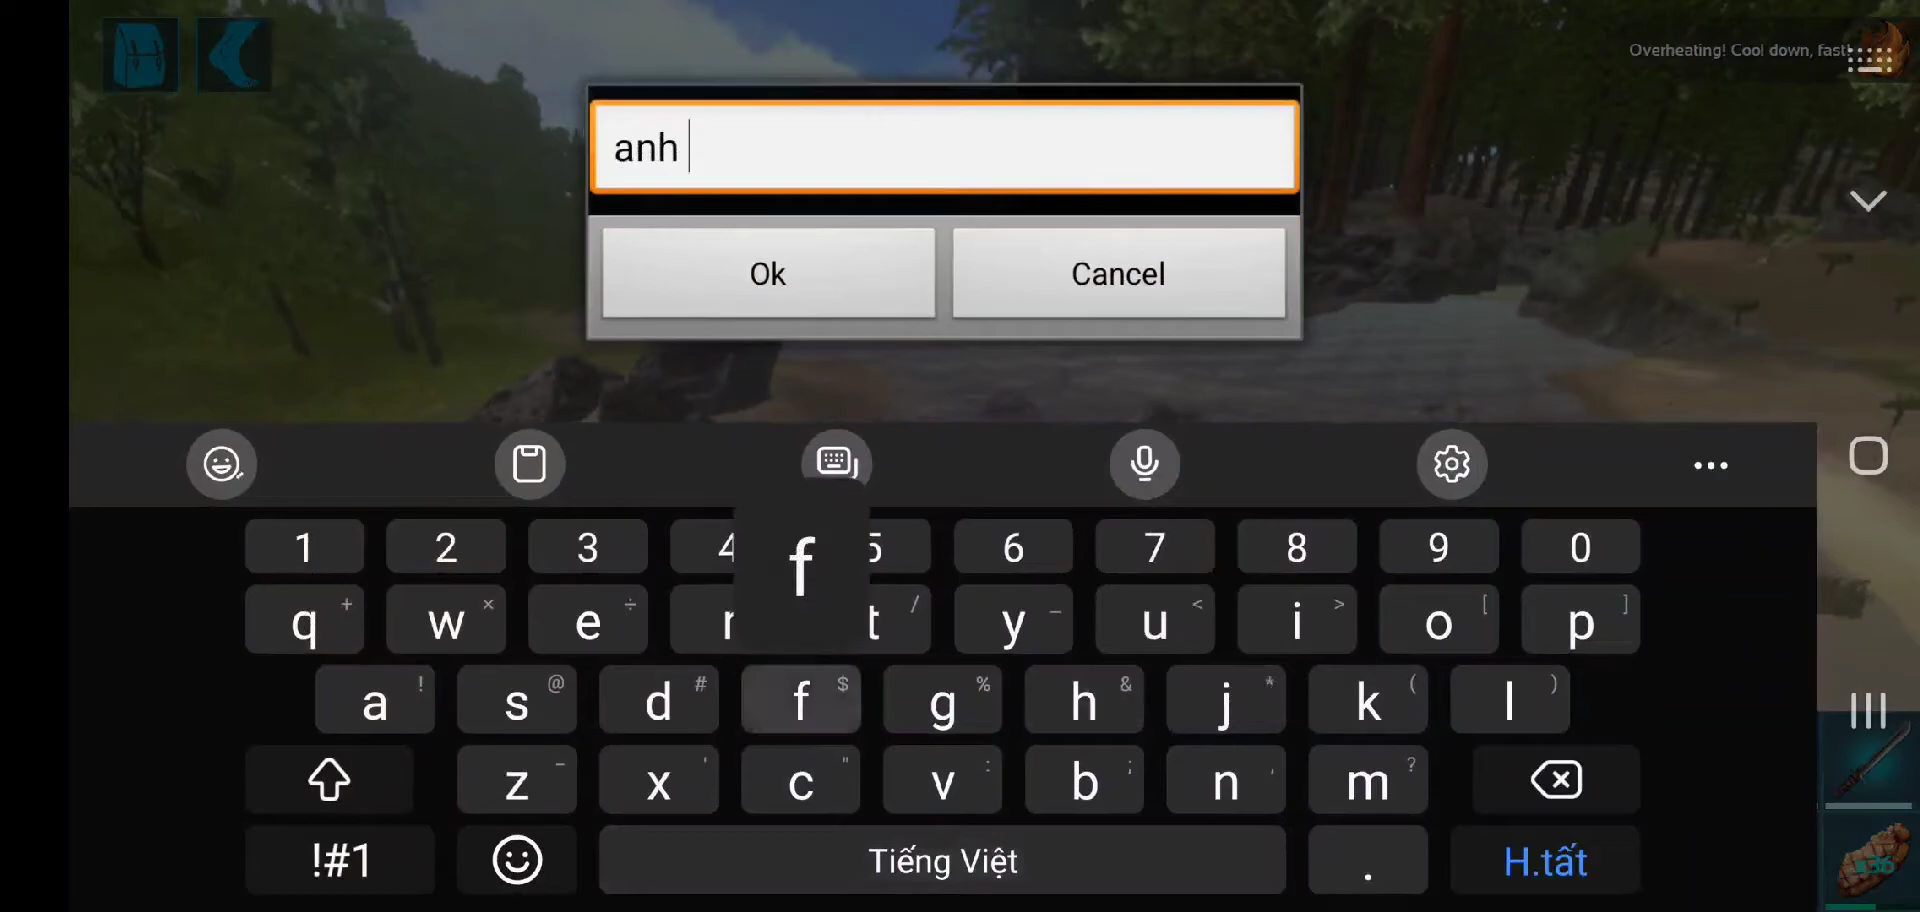 Overheating! Cool down, fast!
anh
Ok
Cancel
f
1 2 3 4 5 6 7 8 9 0
q + w × e ÷ r t / y _ u < i > o [ p ]
a ! s @ d # f $ g % h & j * k ( l )
z - x ' c " v : b ; n , m ?
!#1
Tiếng Việt
.
H.tất
x36